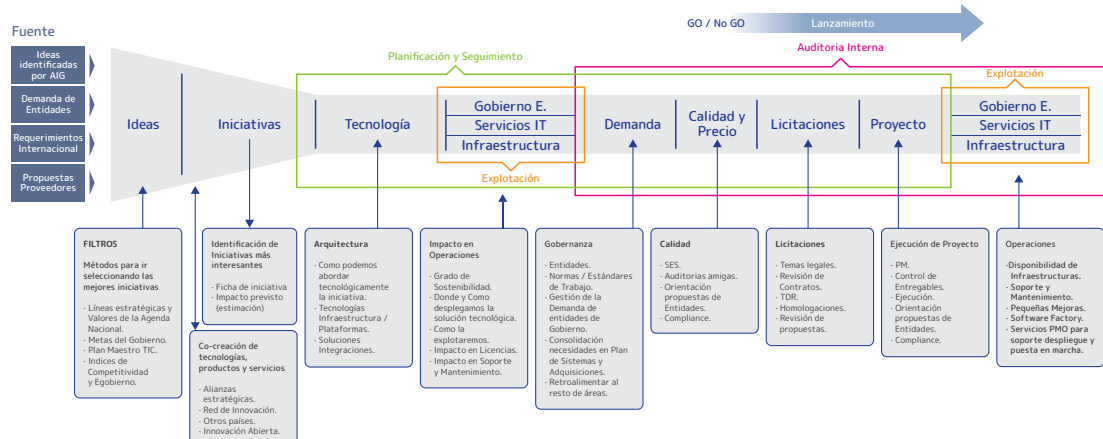 GO / No GO
Lanzamiento
Fuente
Planificación y Seguimiento
Auditoria Interna
Explotación
Ideas
identificadas
por AIG
Demanda de
Entidades
Requerimientos
Internacional
Propuestas
Proveedores
Ideas
Iniciativas
Tecnología
Gobierno E.
Servicios IT
Infraestructura
Explotación
Demanda
Calidad y
Precio
Licitaciones
Proyecto
Gobierno E.
Servicios IT
Infraestructura
FILTROS
Métodos para ir
seleccionando las
mejores iniciativas
· Líneas estratégicas y
Valores de la Agenda
Nacional.
· Metas del Gobierno.
· Plan Maestro TIC.
· Indices de
Competitividad
y Egobierno.
Identificación de
Iniciativas más
interesantes
· Ficha de iniciativa
· Impacto previsto
(estimación)
Co-creación de
tecnologías,
productos y servicios
· Alianzas
estratégicas.
· Red de Innovación.
· Otros países.
· Innovación Abierta.
Arquitectura
· Como podemos
abordar
tecnológicamente
la iniciativa.
· Tecnologías
Infraestructura /
Plataformas.
· Soluciones
Integraciones.
Impacto en
Operaciones
· Grado de
Sostenibilidad.
· Donde y Como
desplegamos la
solución tecnológica.
· Como la
explotaremos.
· Impacto en Licencias.
· Impacto en Soporte
y Mantenimiento.
Gobernanza
· Entidades.
· Normas / Estándares
de Trabajo.
· Gestión de la
Demanda de
entidades de
Gobierno.
· Consolidación
necesidades en Plan
de Sistemas y
Adquisiciones.
· Retroalimentar al
resto de áreas.
Calidad
· SES.
· Auditorias amigas.
· Orientación
propuestas de
Entidades.
· Compliance.
Licitaciones
· Temas legales.
· Revisión de
Contratos.
· TDR.
· Homologaciones.
· Revisión de
propuestas.
Ejecución de Proyecto
· PM.
· Control de
Entregables.
· Ejecución.
· Orientación
propuestas de
Entidades.
· Compliance.
Operaciones
·Disponibilidad de
Infraestructuras.
· Soporte y
Mantenimiento.
· Pequeñas Mejoras.
· Software Factory.
· Servicios PMO para
soporte despliegue y
puesta en marcha.